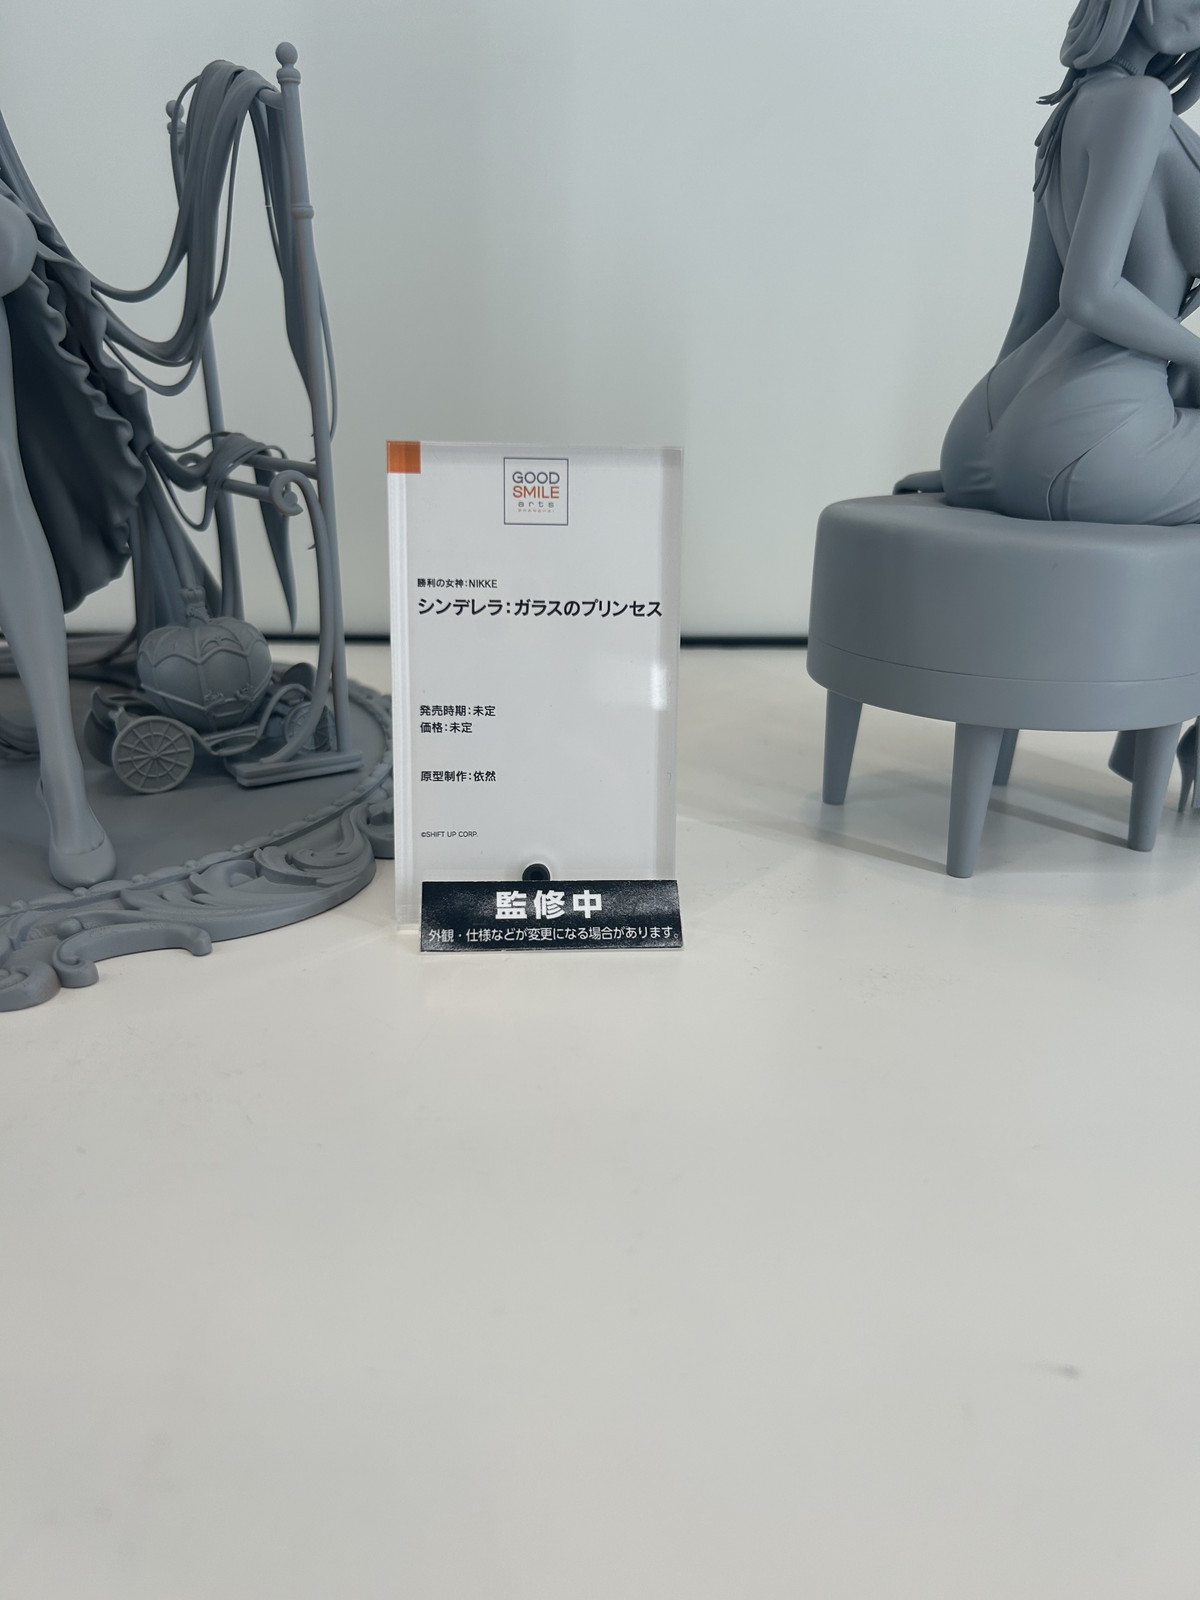 GOOD
SMILE
arts
shanghai
勝利の女神：NIKKE
シンデレラ：ガラスのプリンセス
発売時期：未定
価格：未定
原型制作：依然
©SHIFT UP CORP.
監修中
外観・仕様などが変更になる場合があります。